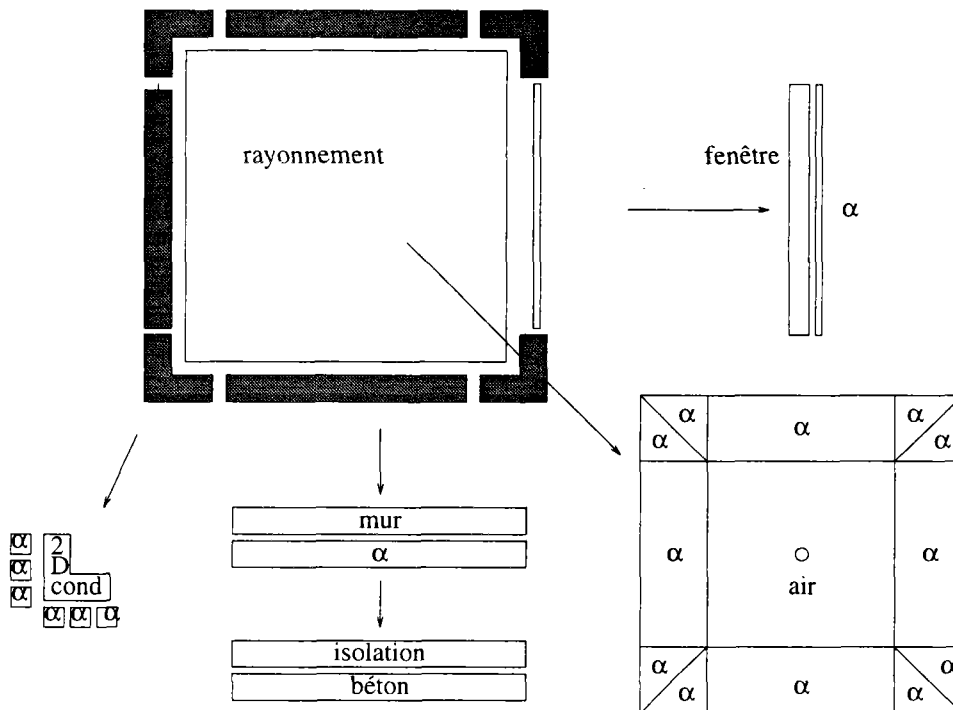 rayonnement
fenêtre
α
α α
α
α α
α
α
air
α
α α
α
α α
α
α
α
2
D
cond
α α α
mur
α
isolation
béton